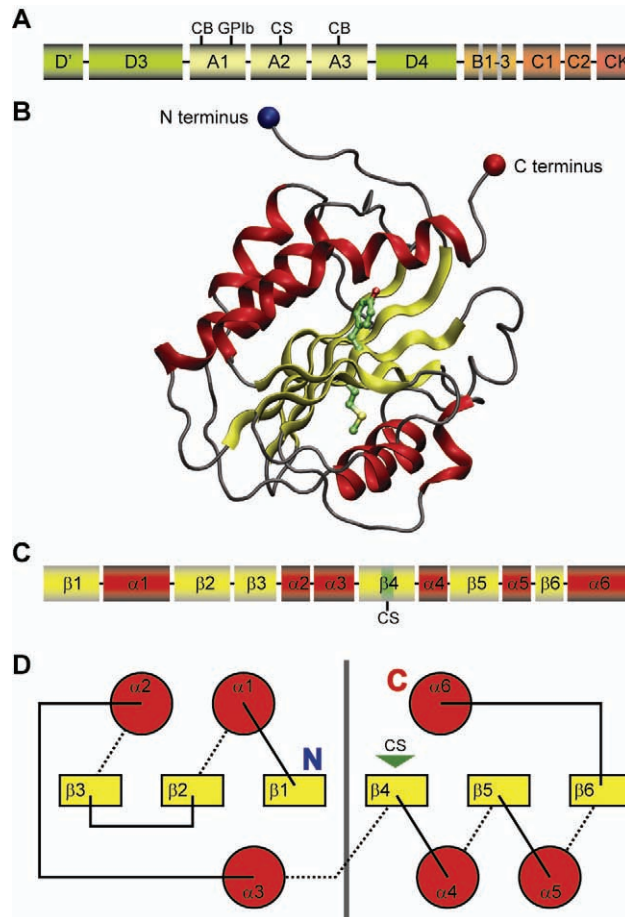 A
CB GPIb CS CB
D' D3 A1 A2 A3 D4 B1-3 C1 C2 CK
B
N terminus
C terminus
C
β1 α1 β2 β3 α2 α3 β4 α4 β5 α5 β6 α6
CS
D
α2 α1 C α6
N CS
β3 β2 β1 β4 β5 β6
α3 α4 α5